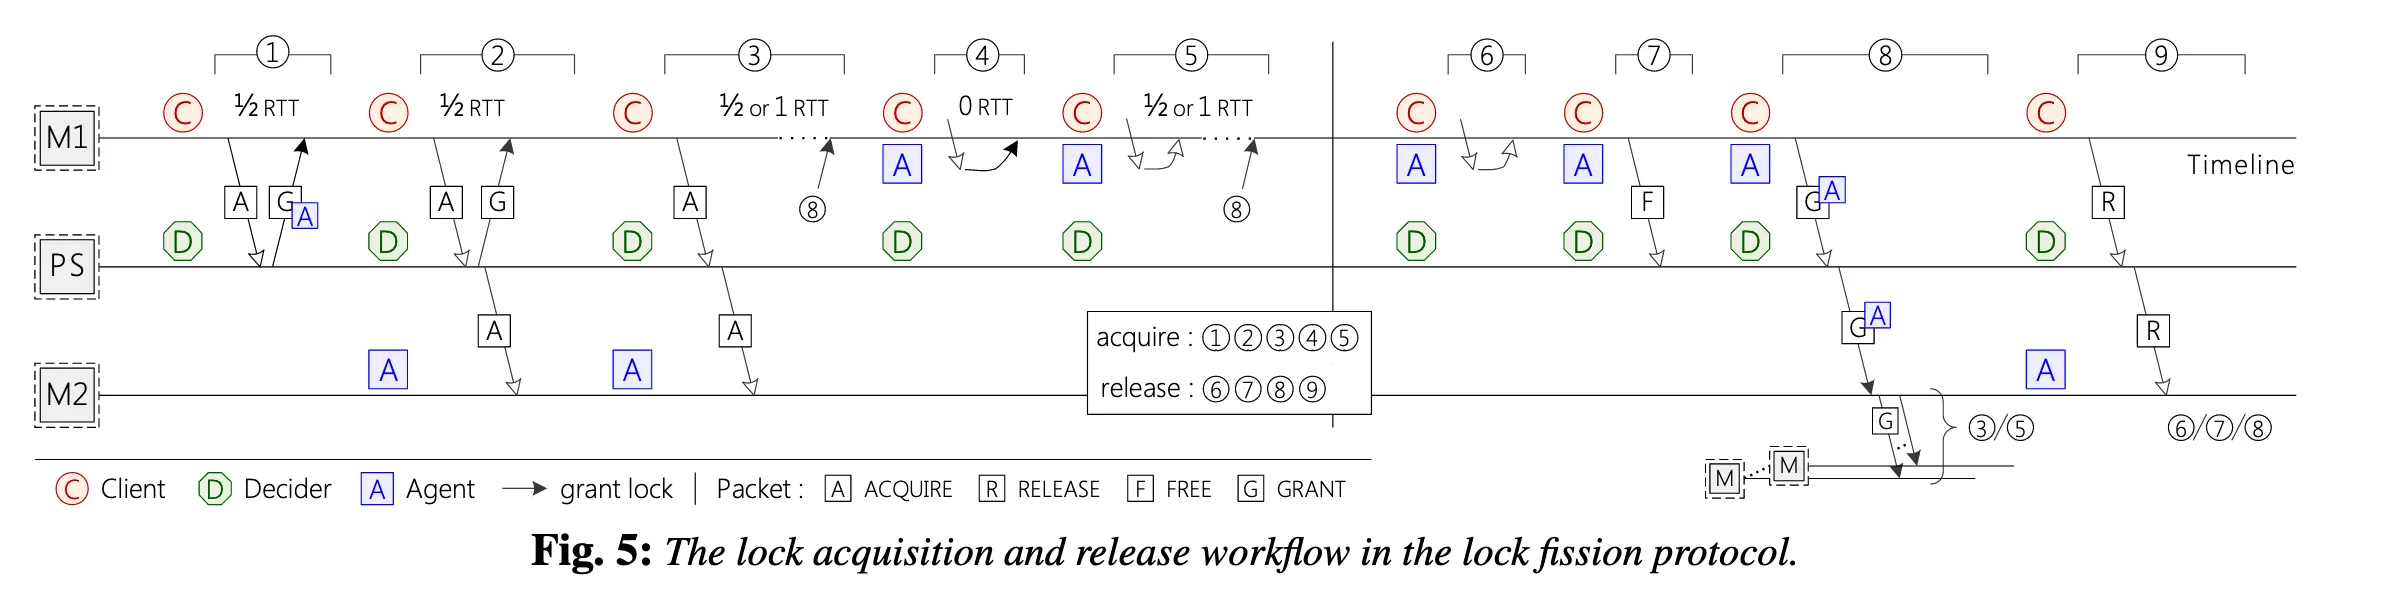 ① ② ③ ④ ⑤ ⑥ ⑦ ⑧ ⑨
C ½ RTT C ½ RTT C ½ or 1 RTT C 0 RTT C ½ or 1 RTT C C C C
M1
A A A A A Timeline
A G A A G A ⑧ ⑧ F G A R
D D D D D D D D D
PS
A A G A R
acquire : ①②③④⑤
A A A
release : ⑥⑦⑧⑨
M2
G ③/⑤ ⑥/⑦/⑧
M M
C Client D Decider A Agent grant lock Packet : A ACQUIRE R RELEASE F FREE G GRANT
Fig. 5: The lock acquisition and release workflow in the lock fission protocol.